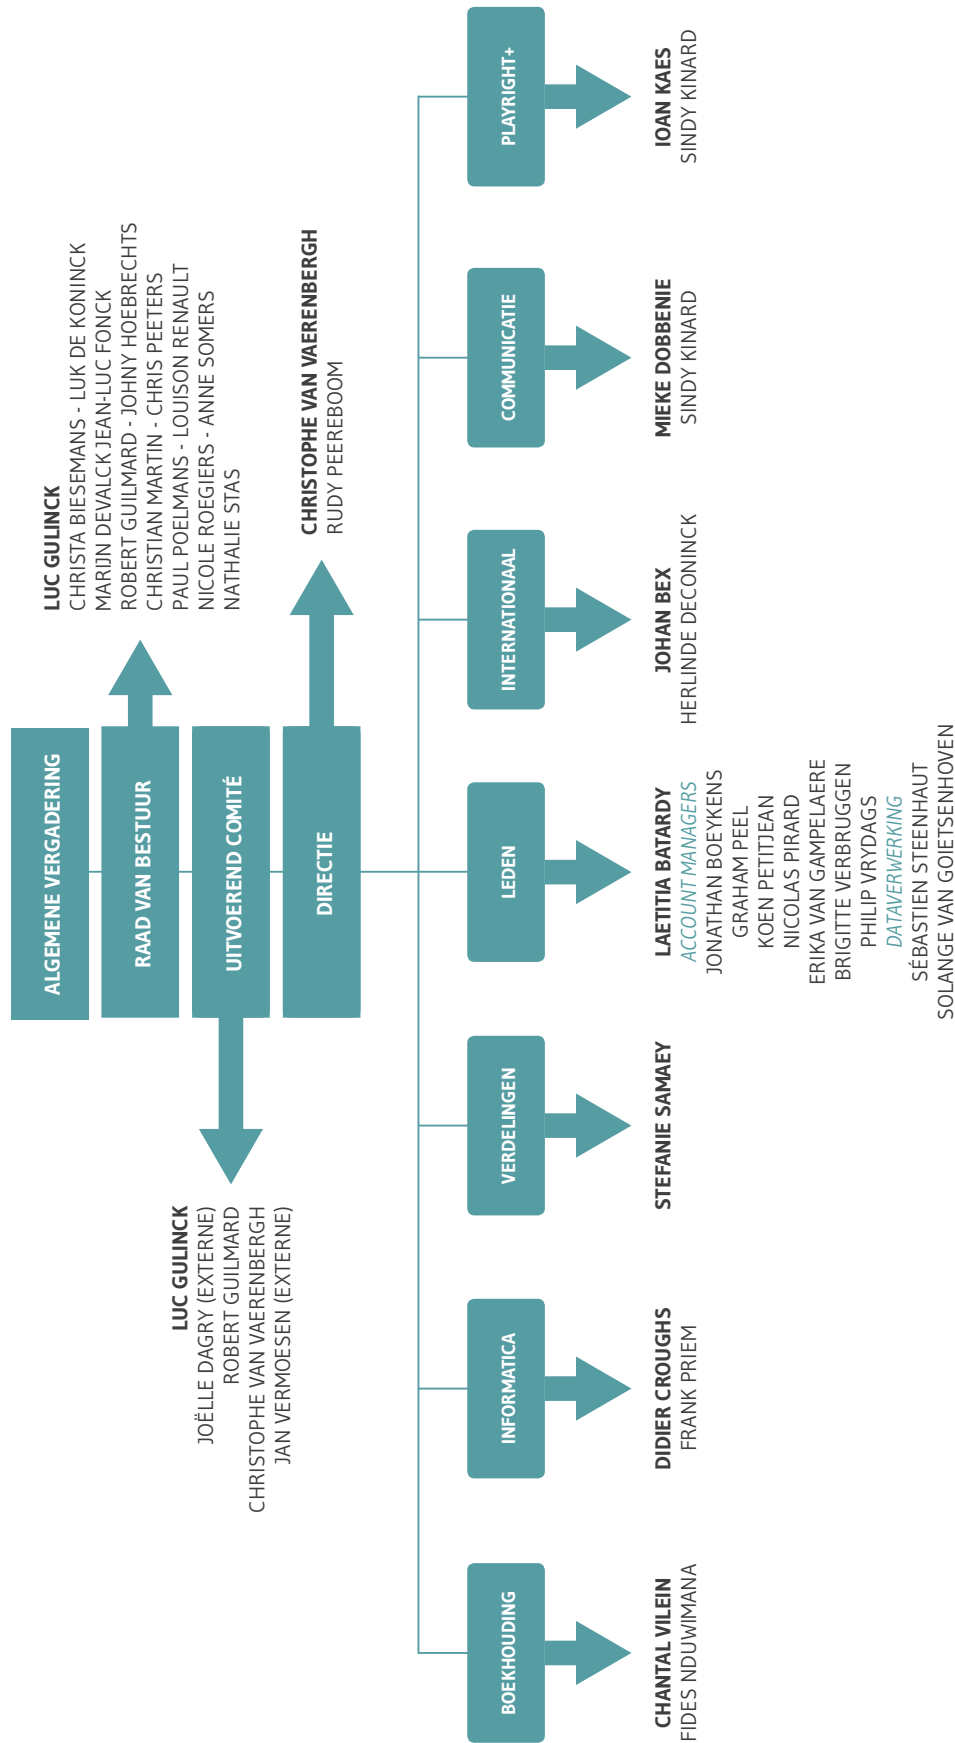 ALGEMENE VERGADERING
RAAD VAN BESTUUR
LUC GULINCK
CHRISTA BIESEMANS - LUK DE KONINCK
MARIJN DEVALCK JEAN-LUC FONCK
ROBERT GUILMARD - JOHNY HOEBRECHTS
CHRISTIAN MARTIN - CHRIS PEETERS
PAUL POELMANS - LOUISON RENAULT
NICOLE ROEGIERS - ANNE SOMERS
NATHALIE STAS
UITVOEREND COMITÉ
LUC GULINCK
JOËLLE DAGRY (EXTERNE)
ROBERT GUILMARD
CHRISTOPHE VAN VAERENBERGH
JAN VERMOESEN (EXTERNE)
DIRECTIE
CHRISTOPHE VAN VAERENBERGH
RUDY PEEREBOOM
BOEKHOUDING
CHANTAL VILEIN
FIDES NDUWIMANA
INFORMATICA
DIDIER CROUGHS
FRANK PRIEM
VERDELINGEN
STEFANIE SAMAEY
LEDEN
LAETITIA BATARDY
ACCOUNT MANAGERS
JONATHAN BOEYKENS
GRAHAM PEEL
KOEN PETITJEAN
NICOLAS PIRARD
ERIKA VAN GAMPELAERE
BRIGITTE VERBRUGGEN
PHILIP VRYDAGS
DATAVERWERKING
SÉBASTIEN STEENHAUT
SOLANGE VAN GOIETSENHOVEN
INTERNATIONAAL
JOHAN BEX
HERLINDE DECONINCK
COMMUNICATIE
MIEKE DOBBENIE
SINDY KINARD
PLAYRIGHT+
IOAN KAES
SINDY KINARD